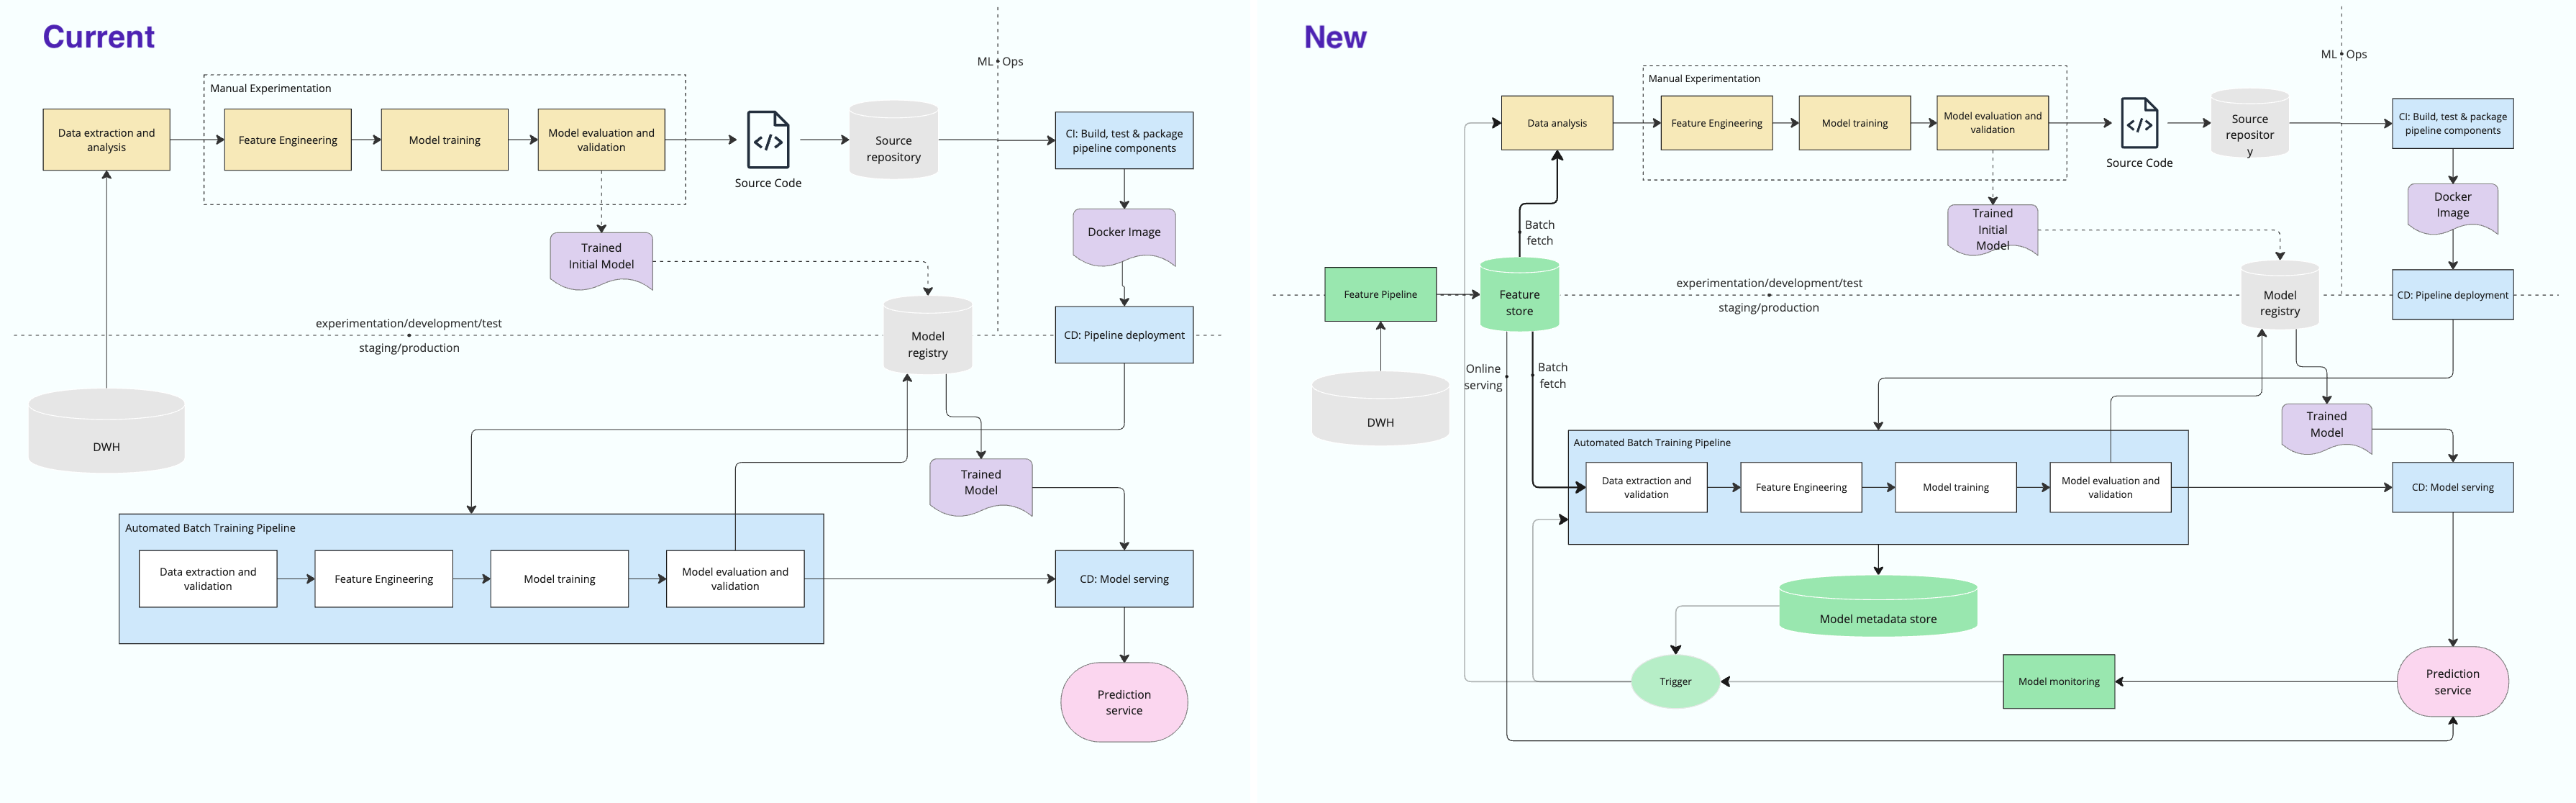 Current
ML
Ops
Manual Experimentation
Data extraction and
analysis
Feature Engineering
Model training
Model evaluation and
validation
Source Code
Source
repository
CI: Build, test & package
pipeline components
Docker Image
Trained
Initial Model
experimentation/development/test
staging/production
Model
registry
CD: Pipeline deployment
DWH
Trained
Model
Automated Batch Training Pipeline
Data extraction and
validation
Feature Engineering
Model training
Model evaluation and
validation
CD: Model serving
Prediction
service
New
ML
Ops
Manual Experimentation
Data analysis
Feature Engineering
Model training
Model evaluation and
validation
Source Code
Source
repositor
y
CI: Build, test & package
pipeline components
Docker
Image
Trained
Initial
Model
Batch
fetch
Feature Pipeline
Feature
store
experimentation/development/test
staging/production
Model
registry
CD: Pipeline deployment
Online
serving
Batch
fetch
DWH
Trained
Model
Automated Batch Training Pipeline
Data extraction and
validation
Feature Engineering
Model training
Model evaluation and
validation
CD: Model serving
Model metadata store
Trigger
Model monitoring
Prediction
service